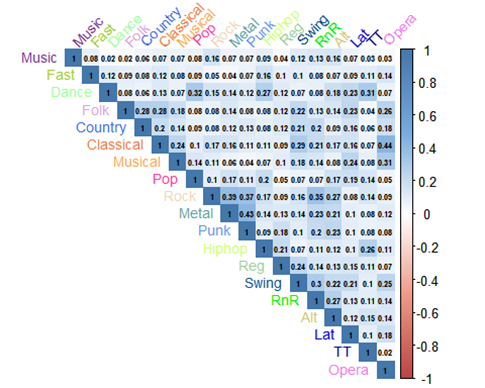 Music Fast Dance Folk Country Classical Musical Pop Rock Metal Punk Hiphop Reg Swing RnR Alt Lat TT Opera
Music 1 0.08 0.02 0.02 0.06 0.07 0.07 0.08 0.16 0.07 0.07 0.09 0.04 0.12 0.13 0.16 0.07 0.03 0.03
Fast 1 0.12 0.09 0.08 0.12 0.08 0.09 0.05 0.04 0.07 0.16 0.1 0.1 0.08 0.07 0.09 0.11 0.14
Dance 1 0.08 0.06 0.13 0.07 0.32 0.15 0.14 0.12 0.27 0.13 0.11 0.08 0.18 0.23 0.31 0.07
Folk 1 0.28 0.28 0.18 0.08 0.08 0.14 0.08 0.08 0.12 0.22 0.13 0.14 0.23 0.04 0.26
Country 1 0.2 0.14 0.09 0.08 0.12 0.13 0.08 0.12 0.21 0.2 0.09 0.16 0.06 0.18
Classical 1 0.24 0.1 0.17 0.16 0.11 0.11 0.09 0.29 0.21 0.17 0.16 0.07 0.44
Musical 1 0.14 0.11 0.06 0.04 0.07 0.1 0.18 0.14 0.08 0.24 0.08 0.31
Pop 1 0.1 0.17 0.11 0.2 0.05 0.07 0.07 0.17 0.19 0.14 0.05
Rock 1 0.39 0.37 0.17 0.09 0.16 0.35 0.27 0.08 0.14 0.09
Metal 1 0.43 0.14 0.13 0.14 0.23 0.21 0.1 0.08 0.12
Punk 1 0.09 0.18 0.1 0.2 0.23 0.1 0.08 0.08
Hiphop 1 0.21 0.07 0.11 0.12 0.1 0.26 0.11
Reg 1 0.24 0.14 0.13 0.15 0.11 0.07
Swing 1 0.3 0.22 0.21 0.1 0.25
RnR 1 0.27 0.13 0.11 0.14
Alt 1 0.12 0.15 0.14
Lat 1 0.1 0.18
TT 1 0.02
Opera 1
1
0.8
0.6
0.4
0.2
0
-0.2
-0.4
-0.6
-0.8
-1